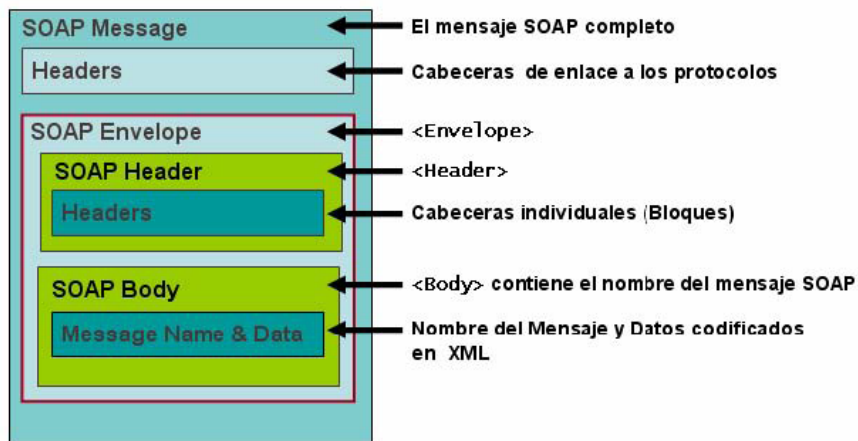 SOAP Message
El mensaje SOAP completo
Headers
Cabeceras de enlace a los protocolos
SOAP Envelope
<Envelope>
SOAP Header
<Header>
Headers
Cabeceras individuales (Bloques)
SOAP Body
<Body> contiene el nombre del mensaje SOAP
Message Name & Data
Nombre del Mensaje y Datos codificados
en XML